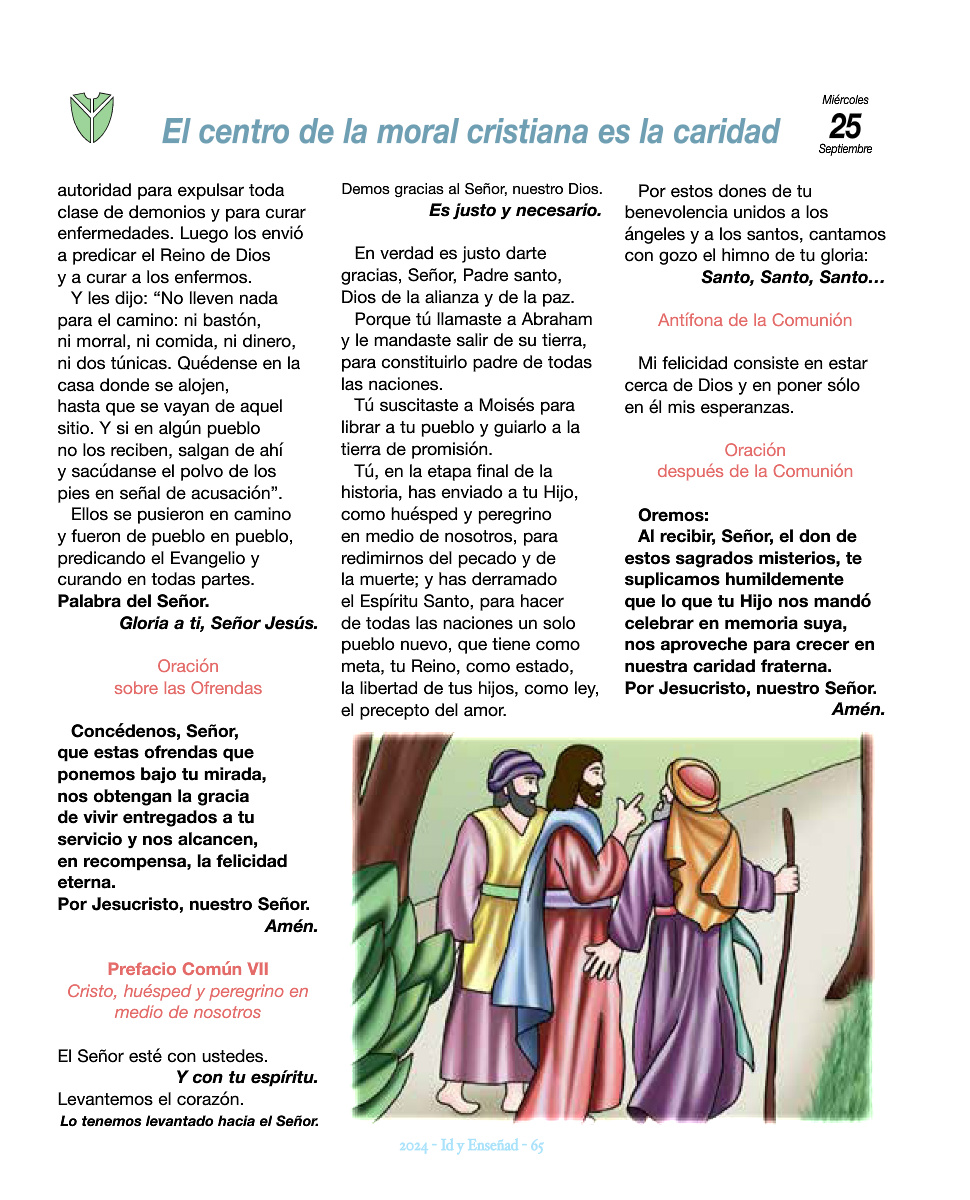 El centro de la moral cristiana es la caridad
Miércoles
25
Septiembre
autoridad para expulsar toda
clase de demonios y para curar
enfermedades. Luego los envió
a predicar el Reino de Dios
y a curar a los enfermos.
Y les dijo: “No lleven nada
para el camino: ni bastón,
ni morral, ni comida, ni dinero,
ni dos túnicas. Quédense en la
casa donde se alojen,
hasta que se vayan de aquel
sitio. Y si en algún pueblo
no los reciben, salgan de ahí
y sacúdanse el polvo de los
pies en señal de acusación”.
Ellos se pusieron en camino
y fueron de pueblo en pueblo,
predicando el Evangelio y
curando en todas partes.
Palabra del Señor.
Gloria a ti, Señor Jesús.
Oración
sobre las Ofrendas
Concédenos, Señor,
que estas ofrendas que
ponemos bajo tu mirada,
nos obtengan la gracia
de vivir entregados a tu
servicio y nos alcancen,
en recompensa, la felicidad
eterna.
Por Jesucristo, nuestro Señor.
Amén.
Prefacio Común VII
Cristo, huésped y peregrino en
medio de nosotros
El Señor esté con ustedes.
Y con tu espíritu.
Levantemos el corazón.
Lo tenemos levantado hacia el Señor.
Demos gracias al Señor, nuestro Dios.
Es justo y necesario.
En verdad es justo darte
gracias, Señor, Padre santo,
Dios de la alianza y de la paz.
Porque tú llamaste a Abraham
y le mandaste salir de su tierra,
para constituirlo padre de todas
las naciones.
Tú suscitaste a Moisés para
librar a tu pueblo y guiarlo a la
tierra de promisión.
Tú, en la etapa final de la
historia, has enviado a tu Hijo,
como huésped y peregrino
en medio de nosotros, para
redimirnos del pecado y de
la muerte; y has derramado
el Espíritu Santo, para hacer
de todas las naciones un solo
pueblo nuevo, que tiene como
meta, tu Reino, como estado,
la libertad de tus hijos, como ley,
el precepto del amor.
Por estos dones de tu
benevolencia unidos a los
ángeles y a los santos, cantamos
con gozo el himno de tu gloria:
Santo, Santo, Santo…
Antífona de la Comunión
Mi felicidad consiste en estar
cerca de Dios y en poner sólo
en él mis esperanzas.
Oración
después de la Comunión
Oremos:
Al recibir, Señor, el don de
estos sagrados misterios, te
suplicamos humildemente
que lo que tu Hijo nos mandó
celebrar en memoria suya,
nos aproveche para crecer en
nuestra caridad fraterna.
Por Jesucristo, nuestro Señor.
Amén.
2024 - Id y Enseñad - 65